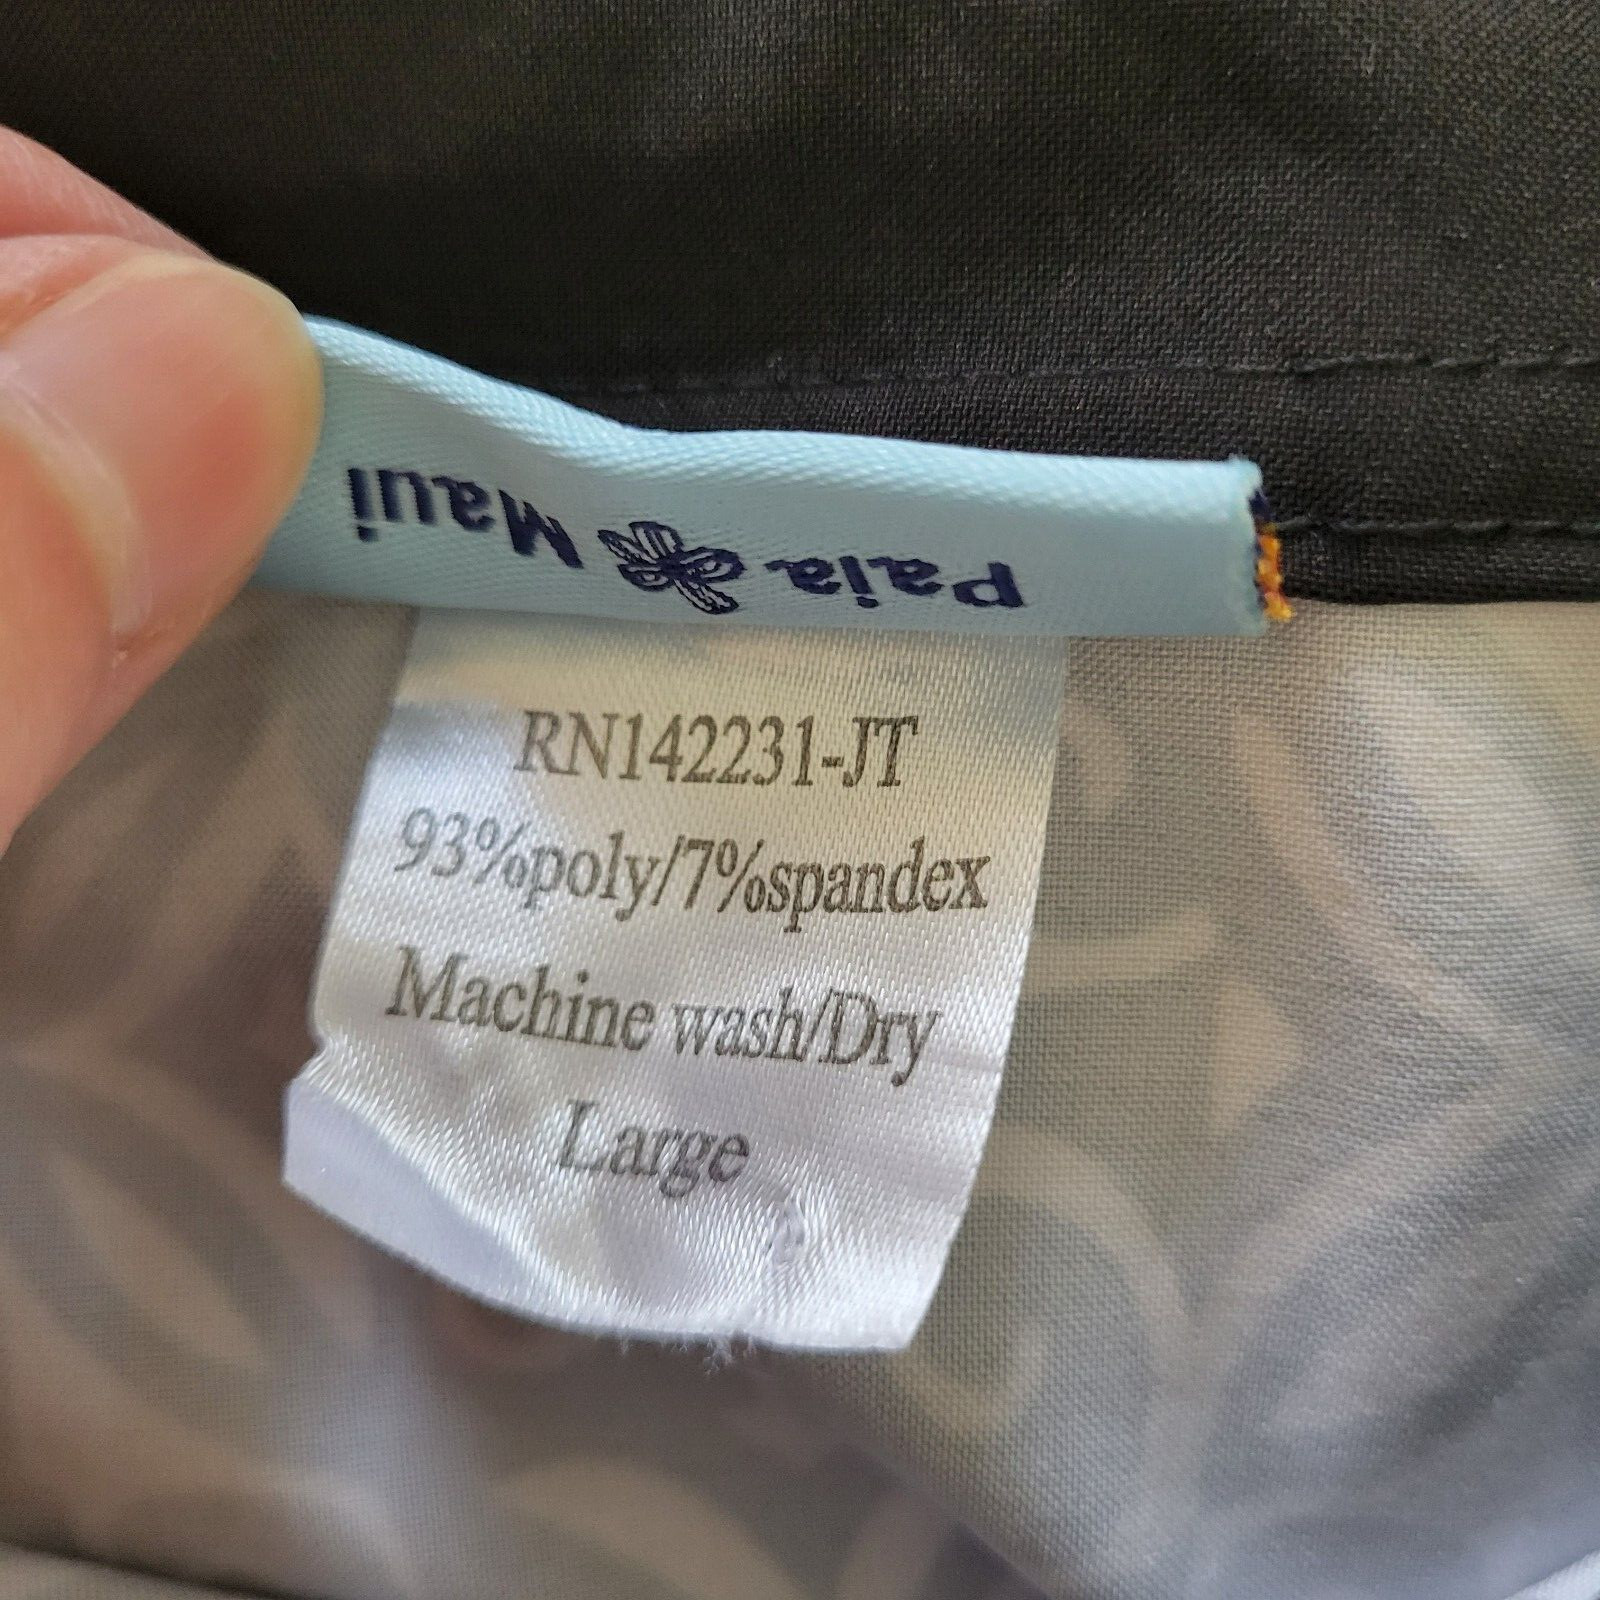 Paia Maui
RN142231-JT
93%poly/7%spandex
Machine wash/Dry
Large